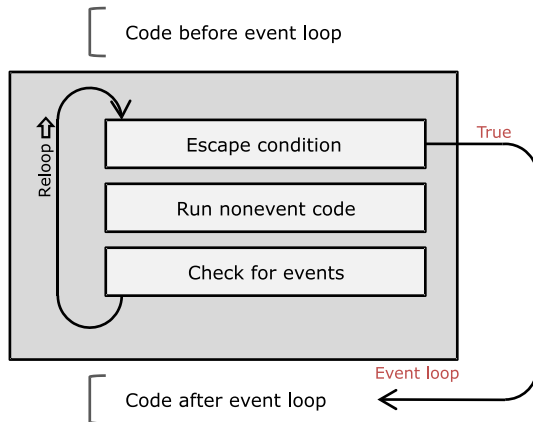 Code before event loop
Escape condition
True
Reloop
Run nonevent code
Check for events
Event loop
Code after event loop